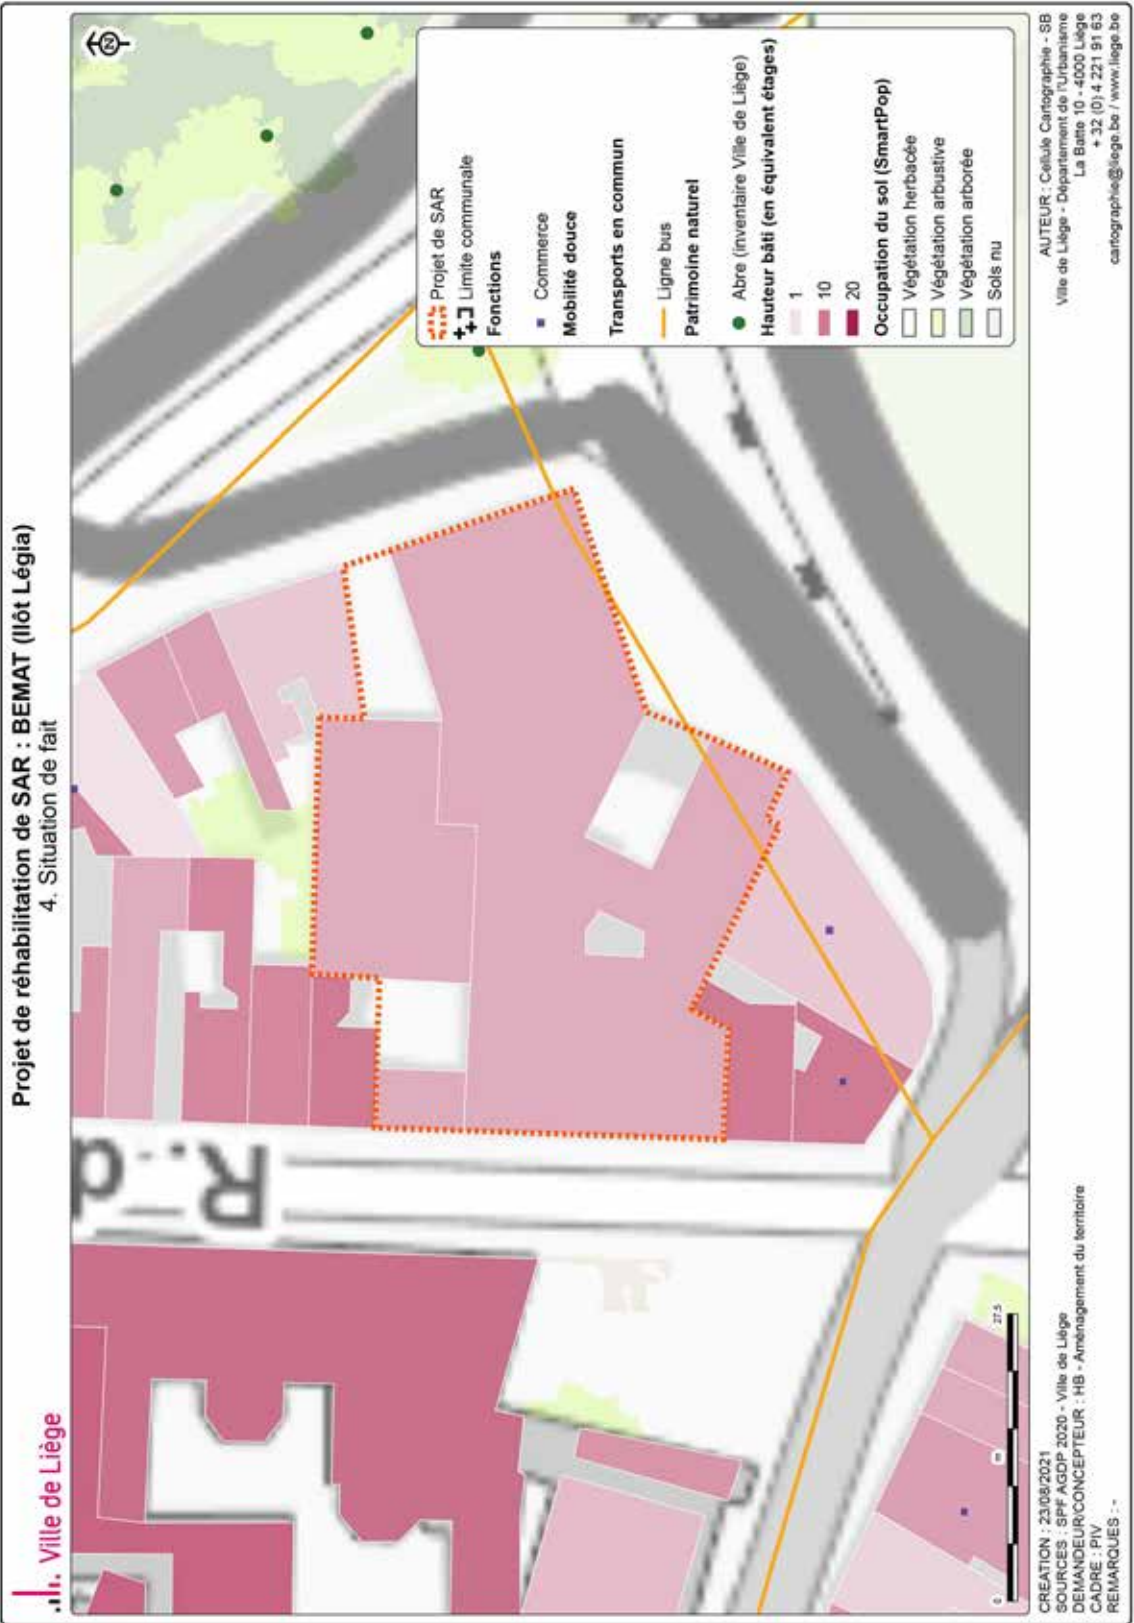 Ville de Liège
Projet de réhabilitation de SAR : BEMAT (Ilôt Légia)
4. Situation de fait
N
R. d
Projet de SAR
Limite communale
Fonctions
Commerce
Mobilité douce
Transports en commun
Ligne bus
Patrimoine naturel
Abre (inventaire Ville de Liège)
Hauteur bâti (en équivalent étages)
1
10
20
Occupation du sol (SmartPop)
Végétation herbacée
Végétation arbustive
Végétation arborée
Sols nu
0
m
27.5
CREATION : 23/08/2021
SOURCES : SPF AGDP 2020 - Ville de Liège
DEMANDEUR/CONCEPTEUR : HB - Aménagement du territoire
CADRE : PIV
REMARQUES : -
AUTEUR : Cellule Cartographie - SB
Ville de Liège - Département de l'Urbanisme
La Batte 10 - 4000 Liège
+ 32 (0) 4 221 91 63
cartographie@liege.be / www.liege.be